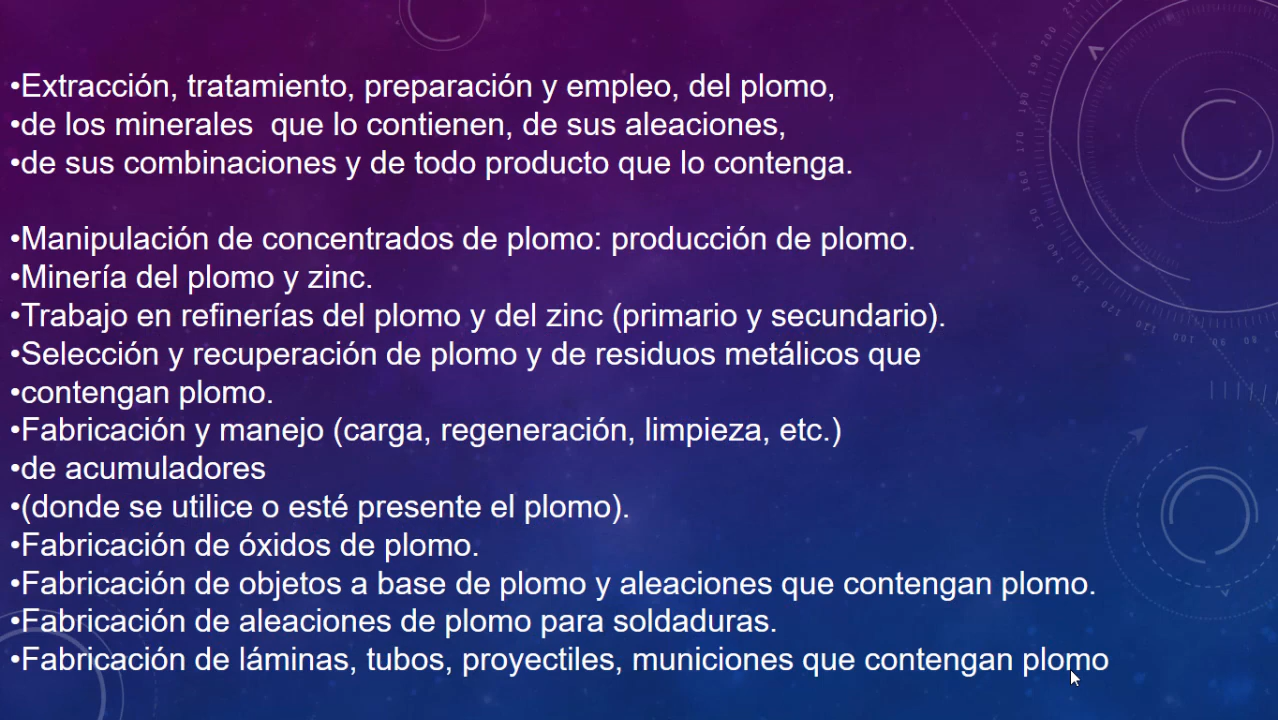 •Extracción, tratamiento, preparación y empleo, del plomo,
•de los minerales  que lo contienen, de sus aleaciones,
•de sus combinaciones y de todo producto que lo contenga.
•Manipulación de concentrados de plomo: producción de plomo.
•Minería del plomo y zinc.
•Trabajo en refinerías del plomo y del zinc (primario y secundario).
•Selección y recuperación de plomo y de residuos metálicos que
•contengan plomo.
•Fabricación y manejo (carga, regeneración, limpieza, etc.)
•de acumuladores
•(donde se utilice o esté presente el plomo).
•Fabricación de óxidos de plomo.
•Fabricación de objetos a base de plomo y aleaciones que contengan plomo.
•Fabricación de aleaciones de plomo para soldaduras.
•Fabricación de láminas, tubos, proyectiles, municiones que contengan plomo